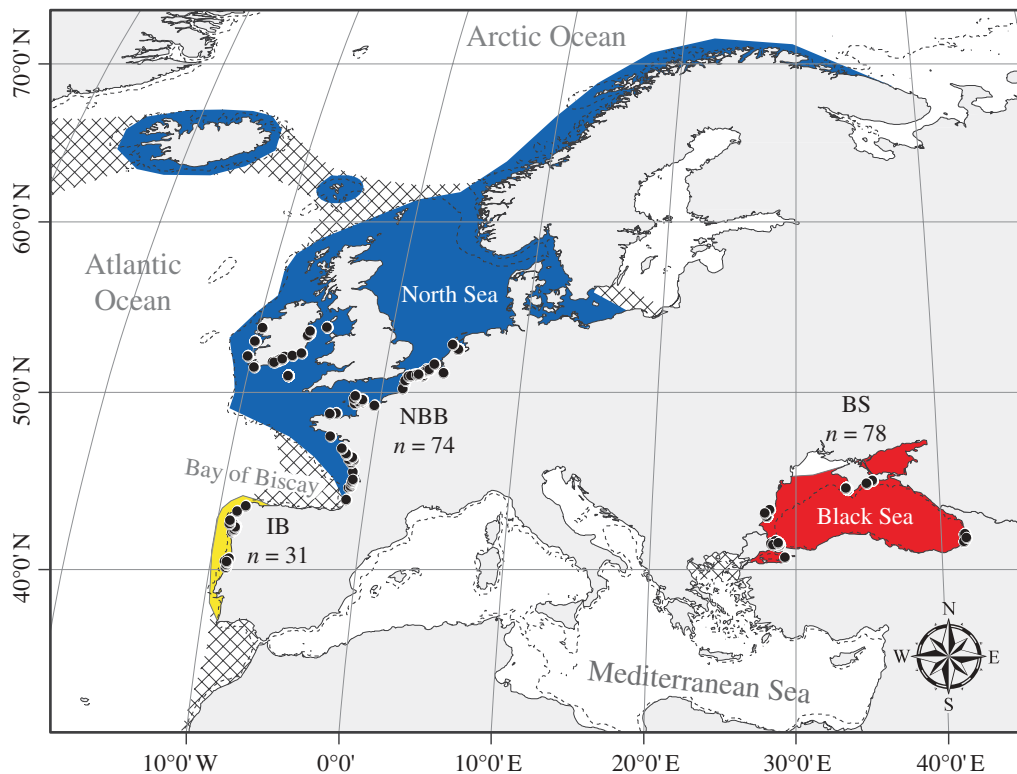 Arctic Ocean
70°0' N
60°0' N
50°0' N
40°0' N
Atlantic
Ocean
North Sea
NBB
n = 74
BS
n = 78
Bay of Biscay
IB
n = 31
Black Sea
Mediterranean Sea
N
W
E
S
10°0' W
0°0'
10°0' E
20°0' E
30°0' E
40°0' E